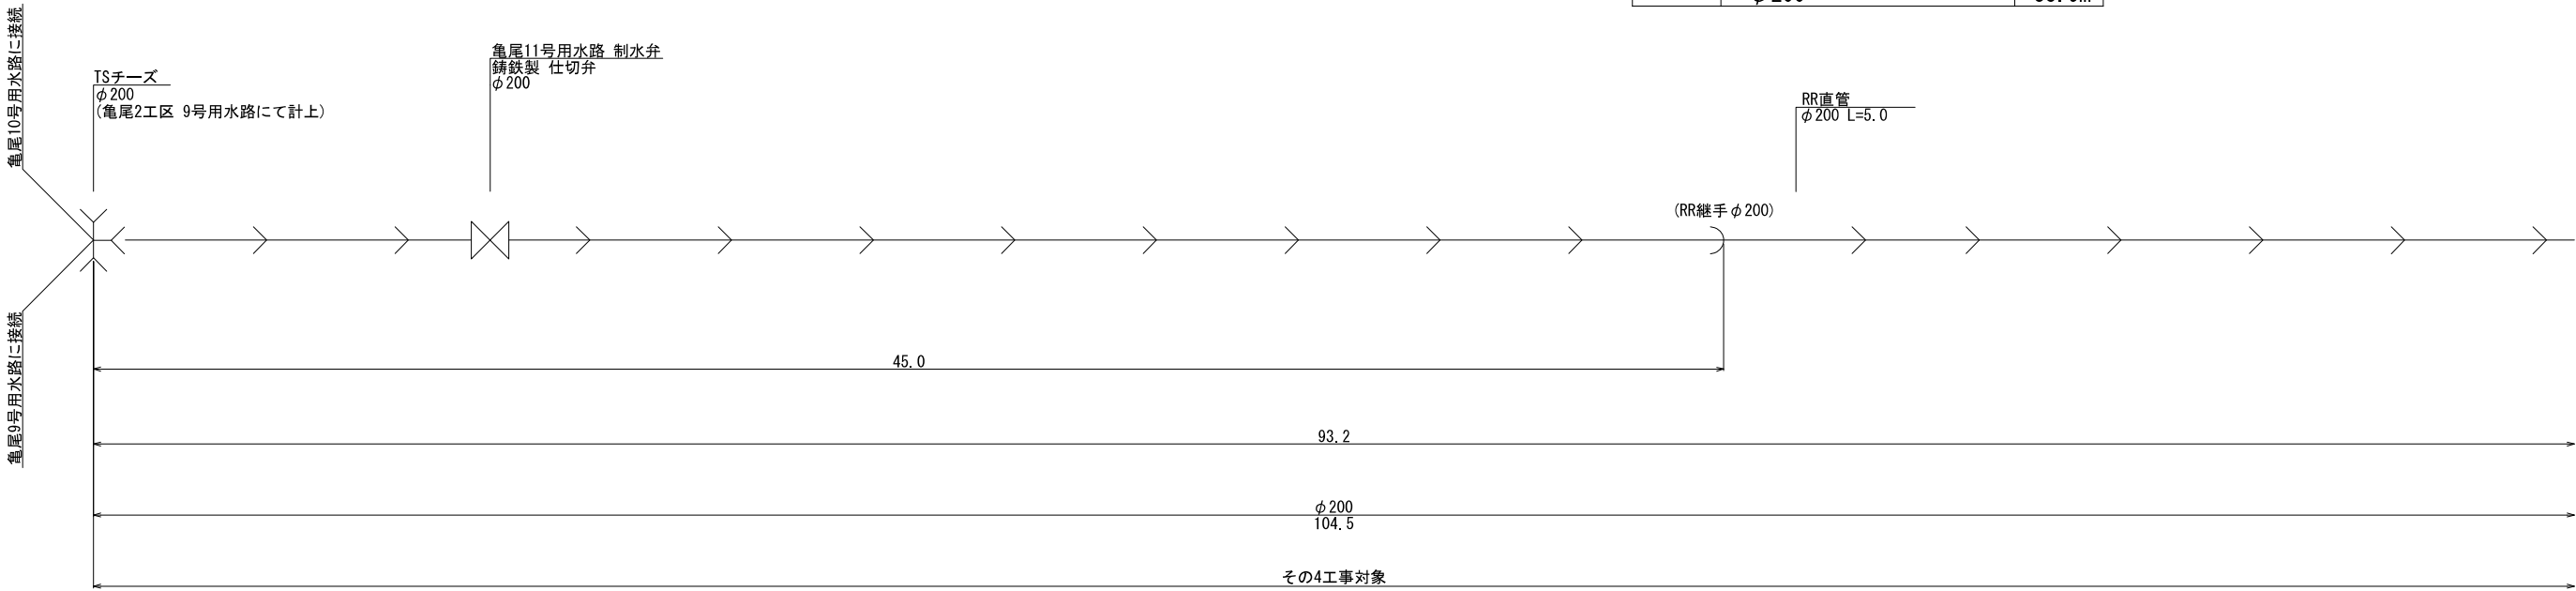 亀尾10号用水路に接続
TSチーズ
φ200
(亀尾2工区 9号用水路にて計上)
亀尾11号用水路 制水弁
鋳鉄製 仕切弁
φ200
RR直管
φ200 L=5.0
(RR継手φ200)
亀尾9号用水路に接続
45.0
93.2
φ200
104.5
その4工事対象